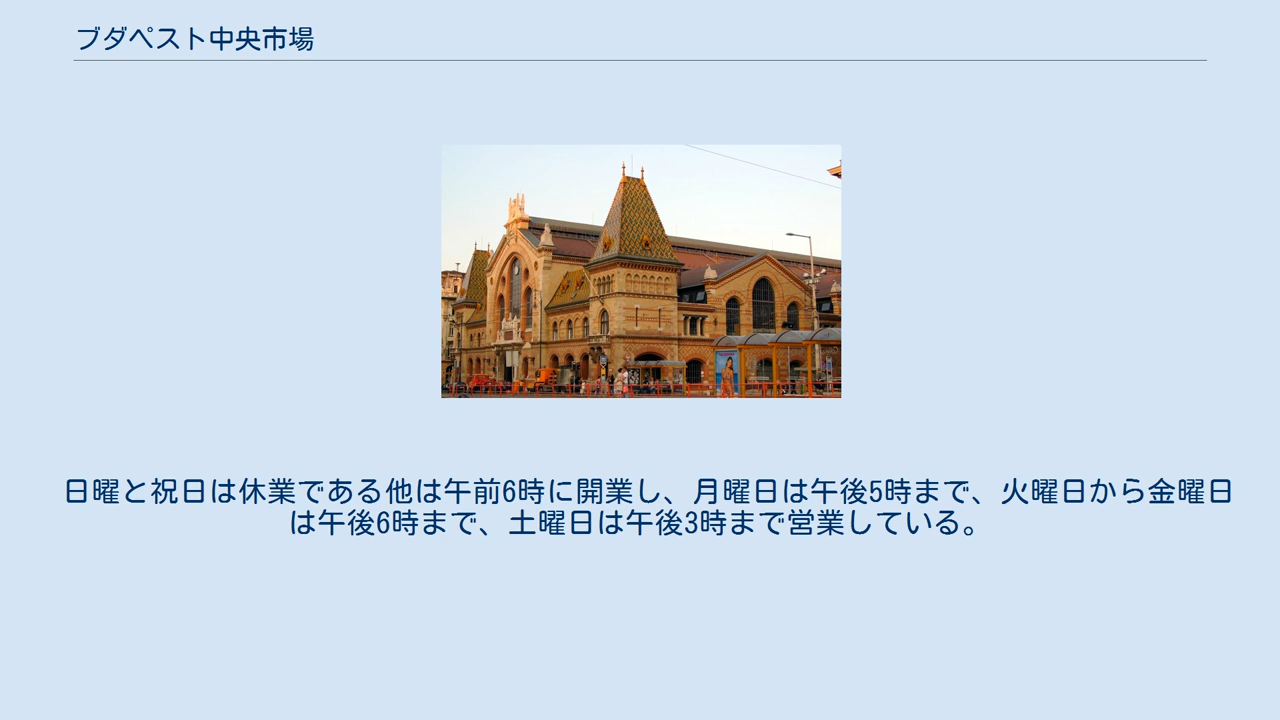 ブダペスト中央市場
日曜と祝日は休業である他は午前6時に開業し、月曜日は午後5時まで、火曜日から金曜日
は午後6時まで、土曜日は午後3時まで営業している。